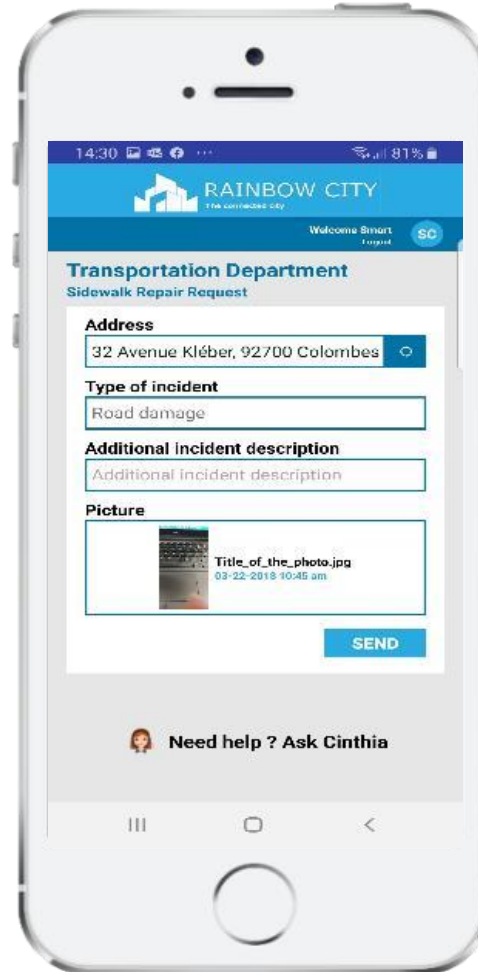 14:30 ... 81%
RAINBOW CITY
The connected city
Welcome Smart
Logout
SC
Transportation Department
Sidewalk Repair Request
Address
32 Avenue Kléber, 92700 Colombes
Type of incident
Road damage
Additional incident description
Additional incident description
Picture
Title_of_the_photo.jpg
03-22-2018 10:45 am
SEND
Need help ? Ask Cinthia